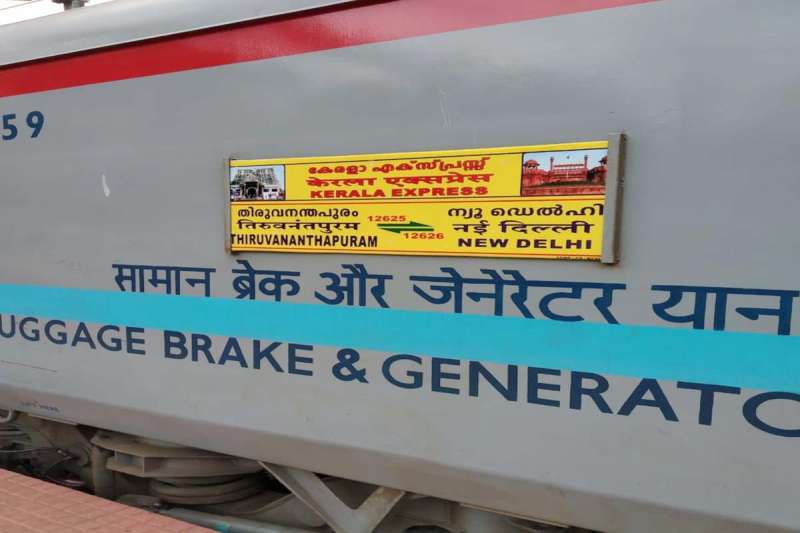 59
കേരളാ എക്സ്പ്രസ്സ്
केरला एक्सप्रेस
KERALA EXPRESS
തിരുവനന്തപുരം 12625 ന്യൂ ഡെൽഹി
तिरुवनंतपुरम 12626 नई दिल्ली
THIRUVANANTHAPURAM NEW DELHI
सामान ब्रेक और जेनेरेटर यान
UGGAGE BRAKE & GENERATO